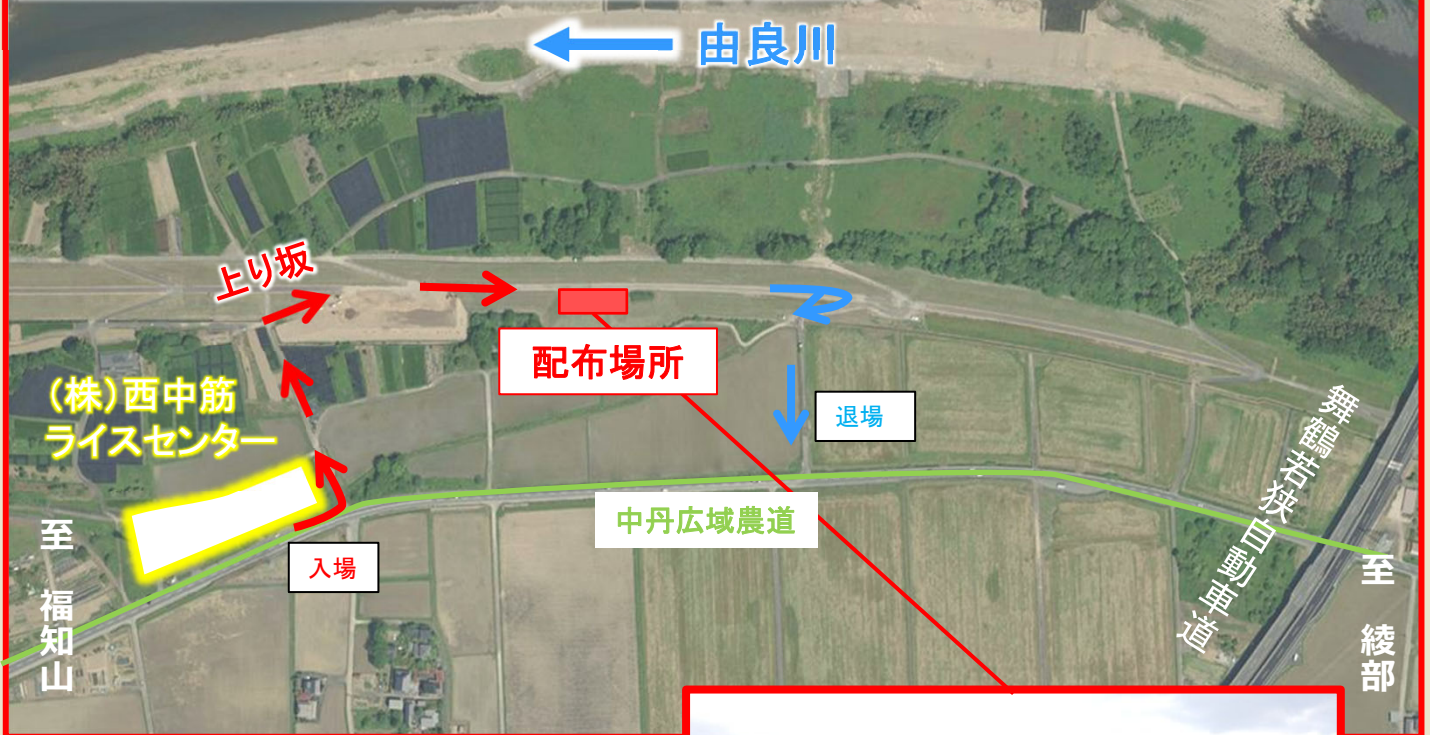 由良川
上り坂
配布場所
(株)西中筋
ライスセンター
退場
舞鶴若狭自動車道
中丹広域農道
入場
至 福知山
至 綾部